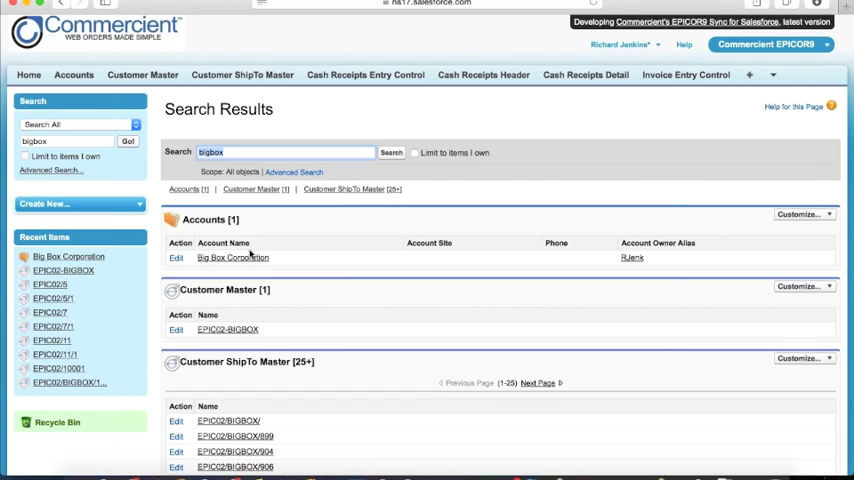 na17.salesforce.com
Commercient
WEB ORDERS MADE SIMPLE
Developing Commercient's EPICOR9 Sync for Salesforce, latest version
Richard Jenkins* Help Commercient EPICOR9
Home Accounts Customer Master Customer ShipTo Master Cash Receipts Entry Control Cash Receipts Header Cash Receipts Detail Invoice Entry Control +
Search
Search All
bigbox Go!
Limit to items I own
Advanced Search...
Create New...
Recent Items
Big Box Corporation
EPIC02-BIGBOX
EPIC02/5
EPIC02/5/1
EPIC02/7
EPIC02/7/1
EPIC02/11
EPIC02/11/1
EPIC02/10001
EPIC02/BIGBOX/1...
Recycle Bin
Search Results
Help for this Page ?
Search bigbox Search Limit to items I own
Scope: All objects | Advanced Search
Accounts [1] | Customer Master [1] | Customer ShipTo Master [25+]
Accounts [1] Customize...
Action Account Name Account Site Phone Account Owner Alias
Edit Big Box Corporation RJenk
Customer Master [1] Customize...
Action Name
Edit EPIC02-BIGBOX
Customer ShipTo Master [25+] Customize...
Previous Page (1-25) Next Page
Action Name
Edit EPIC02/BIGBOX/
Edit EPIC02/BIGBOX/899
Edit EPIC02/BIGBOX/904
Edit EPIC02/BIGBOX/906